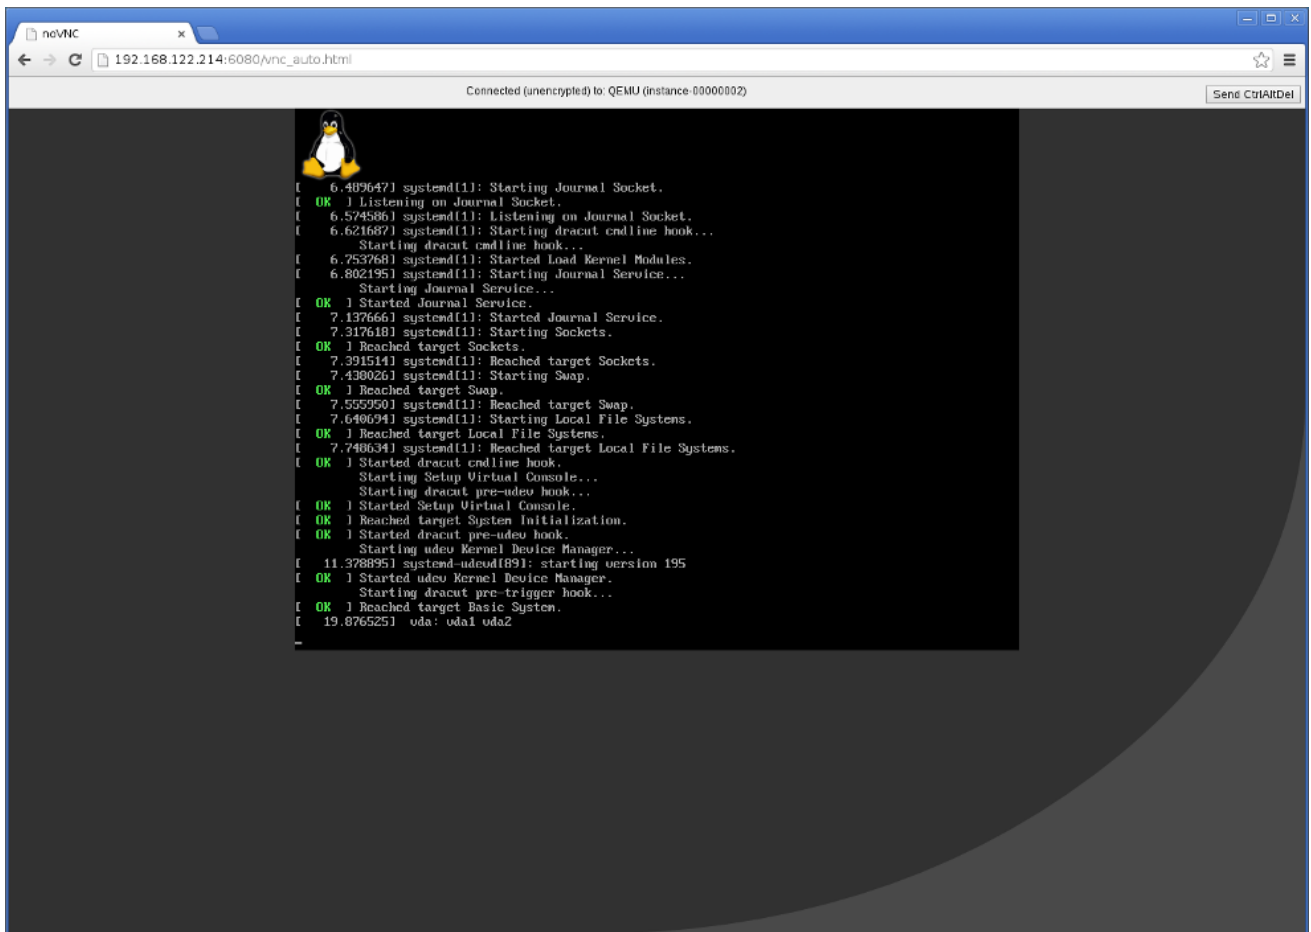 noVNC
192.168.122.214:6080/vnc_auto.html
Connected (unencrypted) to: QEMU (instance-00000002)
Send CtrlAltDel
[    6.489647] systemd[1]: Starting Journal Socket.
[  OK  ] Listening on Journal Socket.
[    6.574586] systemd[1]: Listening on Journal Socket.
[    6.621687] systemd[1]: Starting dracut cmdline hook...
Starting dracut cmdline hook...
[    6.753768] systemd[1]: Started Load Kernel Modules.
[    6.802195] systemd[1]: Starting Journal Service...
Starting Journal Service...
[  OK  ] Started Journal Service.
[    7.137666] systemd[1]: Started Journal Service.
[    7.317618] systemd[1]: Starting Sockets.
[  OK  ] Reached target Sockets.
[    7.391514] systemd[1]: Reached target Sockets.
[    7.438026] systemd[1]: Starting Swap.
[  OK  ] Reached target Swap.
[    7.555950] systemd[1]: Reached target Swap.
[    7.640694] systemd[1]: Starting Local File Systems.
[  OK  ] Reached target Local File Systems.
[    7.748634] systemd[1]: Reached target Local File Systems.
[  OK  ] Started dracut cmdline hook.
Starting Setup Virtual Console...
Starting dracut pre-udev hook...
[  OK  ] Started Setup Virtual Console.
[  OK  ] Reached target System Initialization.
[  OK  ] Started dracut pre-udev hook.
Starting udev Kernel Device Manager...
[   11.378895] systemd-udevd[89]: starting version 195
[  OK  ] Started udev Kernel Device Manager.
Starting dracut pre-trigger hook...
[  OK  ] Reached target Basic System.
[   19.876525]  vda: vda1 vda2